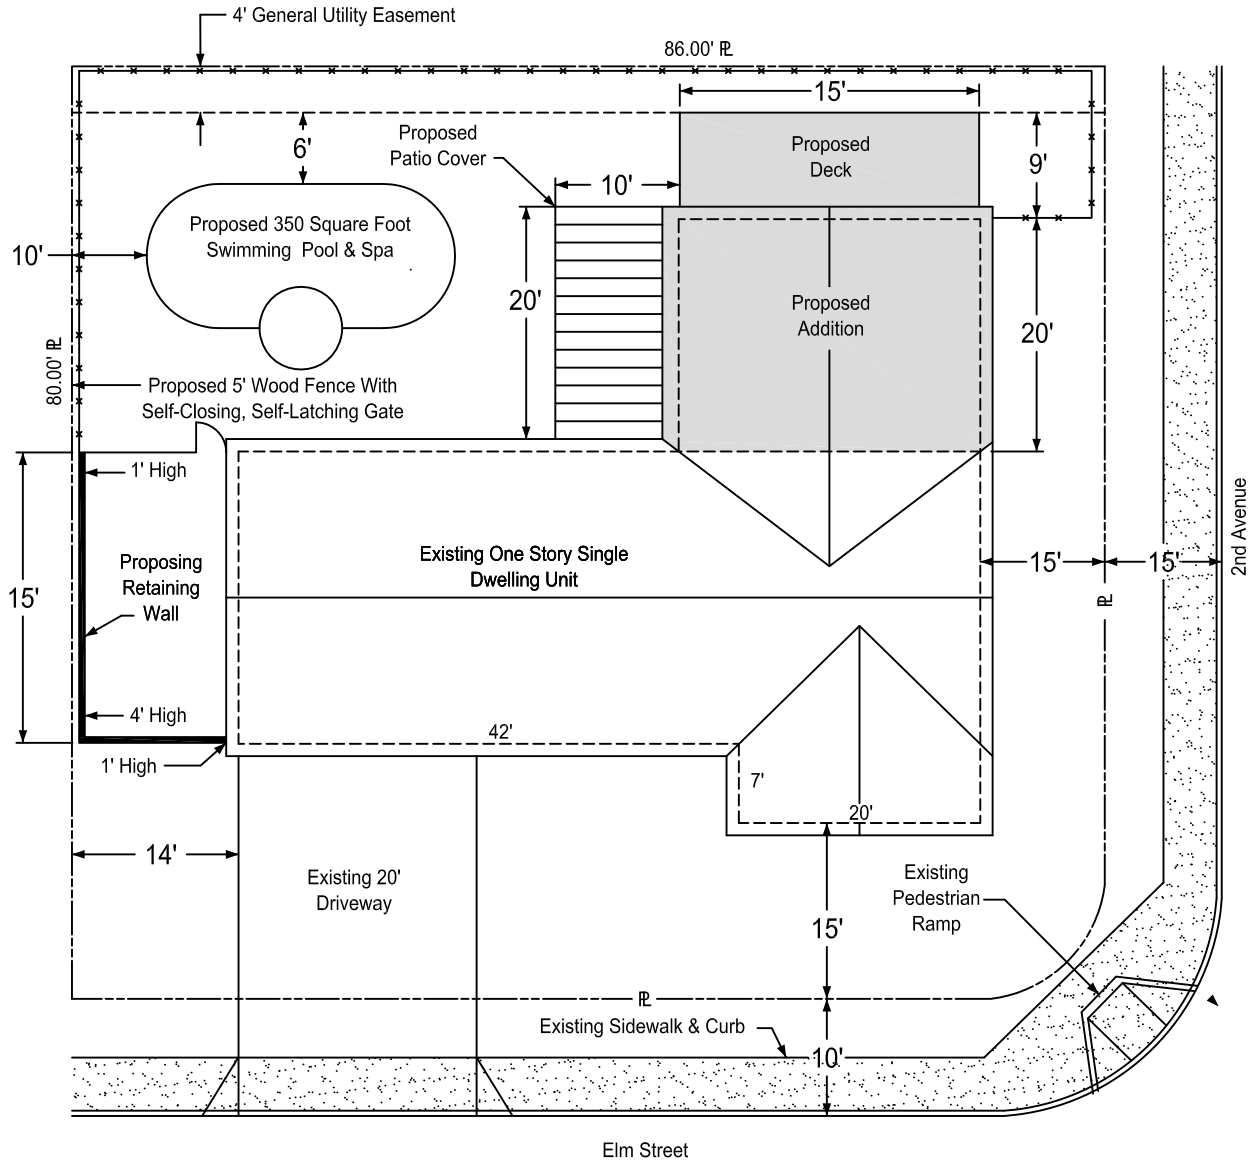 4' General Utility Easement
86.00' PL
15'
Proposed
Patio Cover
6'
Proposed
Deck
9'
10'
Proposed 350 Square Foot
Swimming Pool & Spa
10'
20'
Proposed
Addition
20'
80.00' PL
Proposed 5' Wood Fence With
Self-Closing, Self-Latching Gate
1' High
2nd Avenue
Existing One Story Single
Dwelling Unit
Proposing
Retaining
Wall
15'
15'
15'
PL
4' High
42'
1' High
7'
20'
14'
Existing 20'
Driveway
Existing
Pedestrian
Ramp
15'
PL
Existing Sidewalk & Curb
10'
Elm Street